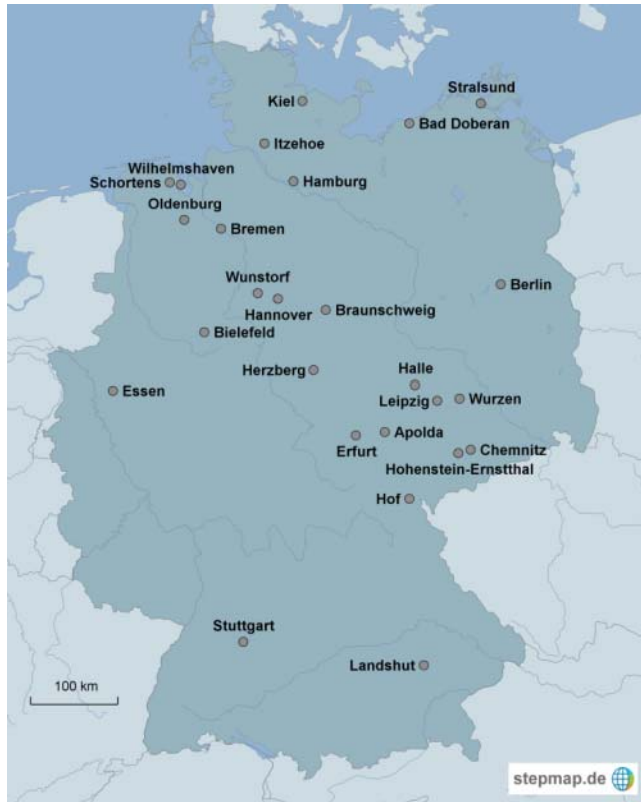 Stralsund
Kiel
Bad Doberan
Itzehoe
Wilhelmshaven
Schortens
Hamburg
Oldenburg
Bremen
Wunstorf
Berlin
Hannover
Braunschweig
Bielefeld
Herzberg
Halle
Essen
Leipzig
Wurzen
Apolda
Erfurt
Chemnitz
Hohenstein-Ernstthal
Hof
Stuttgart
Landshut
100 km
stepmap.de